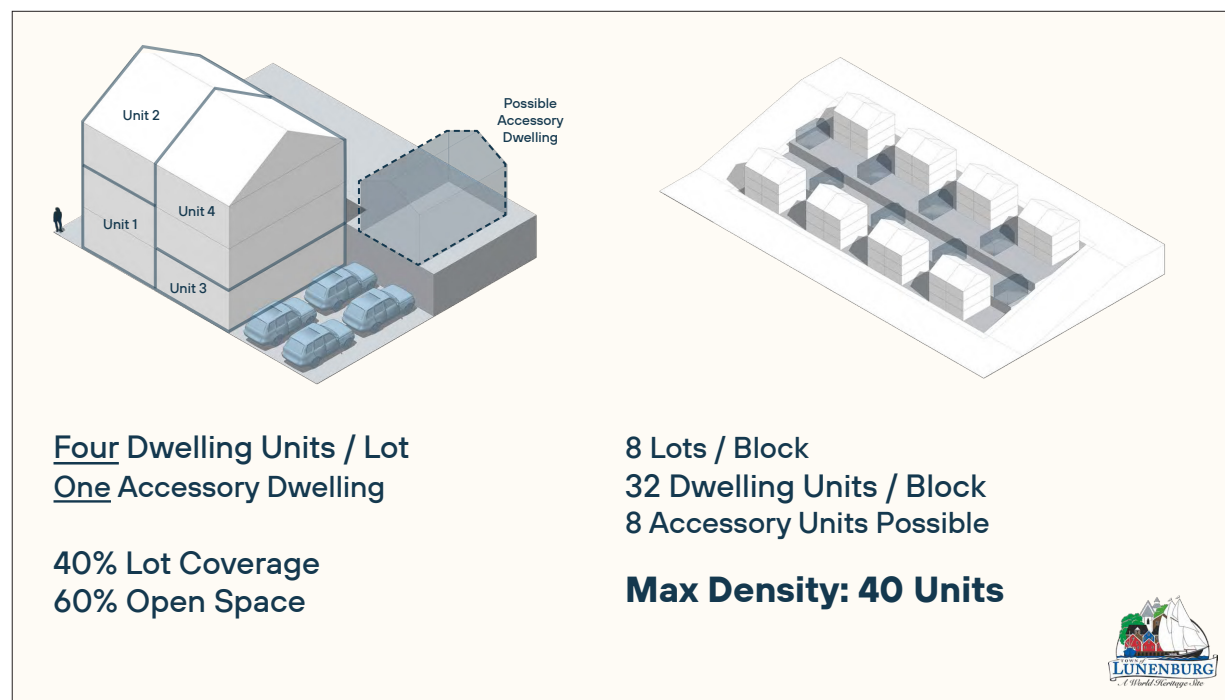 Unit 2
Unit 1
Unit 4
Unit 3
Possible
Accessory
Dwelling
Four Dwelling Units / Lot
One Accessory Dwelling
40% Lot Coverage
60% Open Space
8 Lots / Block
32 Dwelling Units / Block
8 Accessory Units Possible
Max Density: 40 Units
TOWN of
LUNENBURG
A World Heritage Site